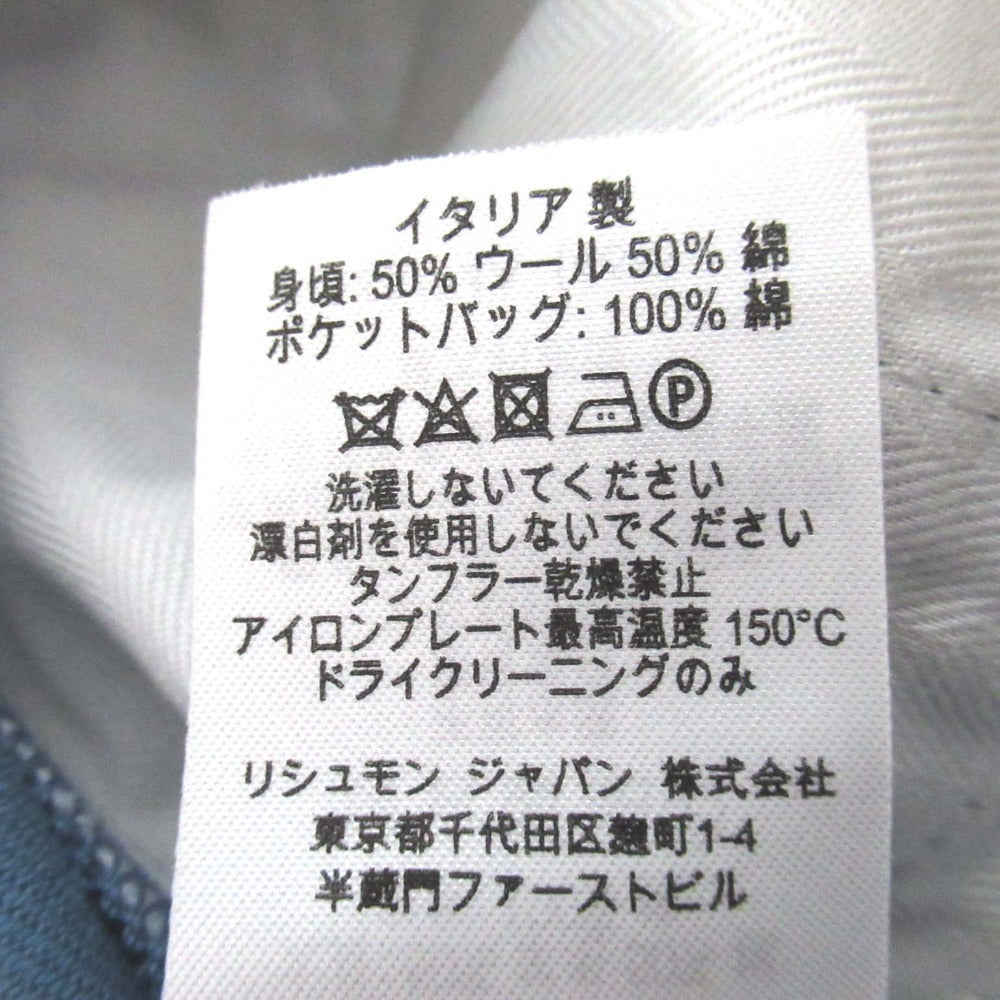 イタリア 製
身頃: 50% ウール 50% 綿
ポケットバッグ: 100% 綿
P
洗濯しないでください
漂白剤を使用しないでください
タンブラー乾燥禁止
アイロンプレート最高温度 150°C
ドライクリーニングのみ
リシュモン ジャパン 株式会社
東京都千代田区麹町1-4
半蔵門ファーストビル